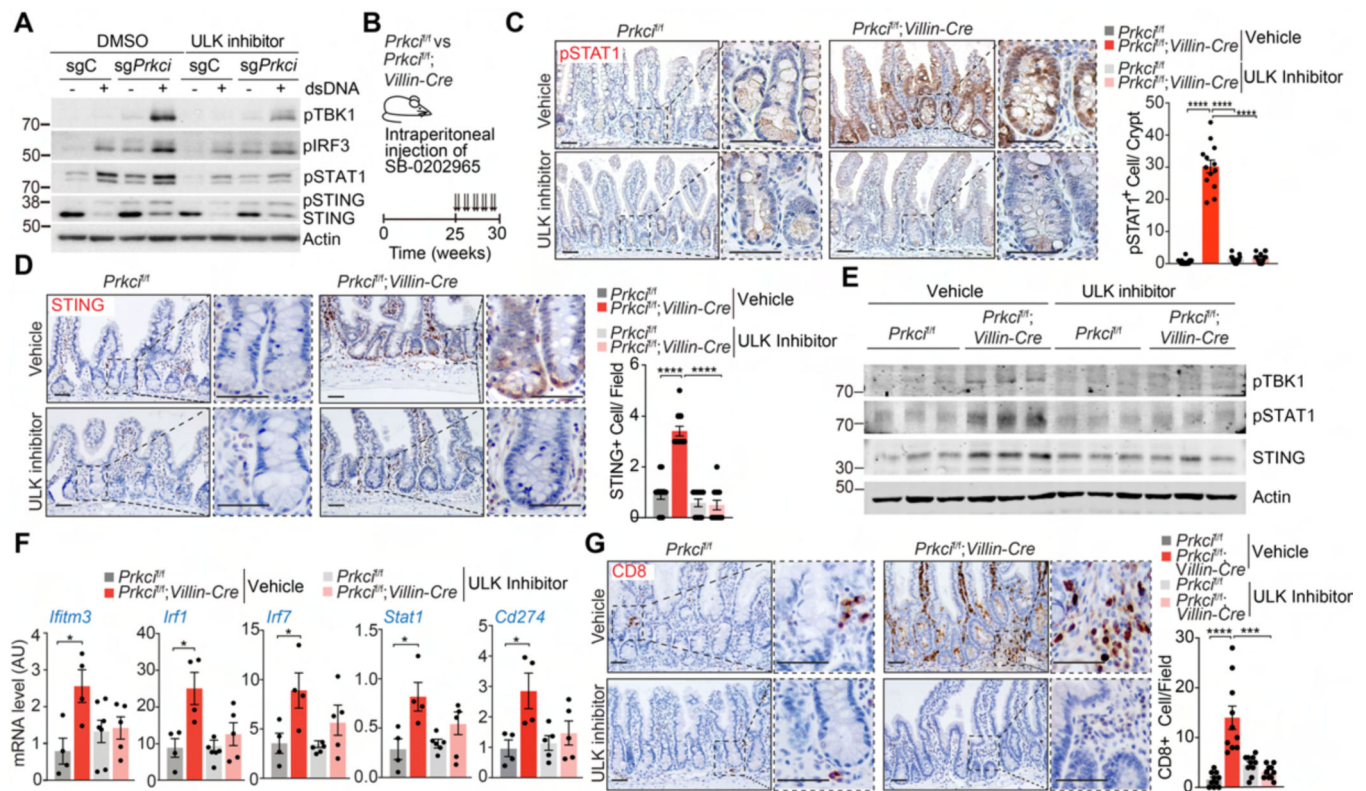 A
DMSO ULK inhibitor
sgC sgPrkci sgC sgPrkci
- + - + - + - + dsDNA
pTBK1
70
pIRF3
50
pSTAT1
70
38 pSTING
STING
Actin
B
Prkci^f/f vs
Prkci^f/f;
Villin-Cre
Intraperitoneal
injection of
SB-0202965
0 25 30
Time (weeks)
C
Prkci^f/f Prkci^f/f;Villin-Cre
pSTAT1
Vehicle
ULK inhibitor
Prkci^f/f
Prkci^f/f;Villin-Cre
Vehicle
Prkci^f/f
Prkci^f/f;Villin-Cre
ULK Inhibitor
**** ****
****
pSTAT1+ Cell/ Crypt
50
40
30
20
10
0
D
Prkci^f/f Prkci^f/f;Villin-Cre
STING
Vehicle
ULK inhibitor
Prkci^f/f
Prkci^f/f;Villin-Cre
Vehicle
Prkci^f/f
Prkci^f/f;Villin-Cre
ULK Inhibitor
**** ****
STING+ Cell/ Field
6
4
2
0
E
Vehicle ULK inhibitor
Prkci^f/f Prkci^f/f; Villin-Cre Prkci^f/f Prkci^f/f; Villin-Cre
pTBK1
70
pSTAT1
70
50
STING
30
50
Actin
F
Prkci^f/f
Prkci^f/f;Villin-Cre
Vehicle
Prkci^f/f
Prkci^f/f;Villin-Cre
ULK Inhibitor
Ifitm3 Irf1 Irf7 Stat1 Cd274
* * * * *
mRNA level (AU)
4
3
2
1
0
40
30
20
10
0
15
10
5
0
1.5
1.0
0.5
0.0
5
4
3
2
1
0
G
Prkci^f/f Prkci^f/f;Villin-Cre
CD8
Vehicle
ULK inhibitor
Prkci^f/f
Prkci^f/f;
Villin-Cre
Vehicle
Prkci^f/f
Prkci^f/f;
Villin-Cre
ULK Inhibitor
**** ***
CD8+ Cell/Field
30
20
10
0